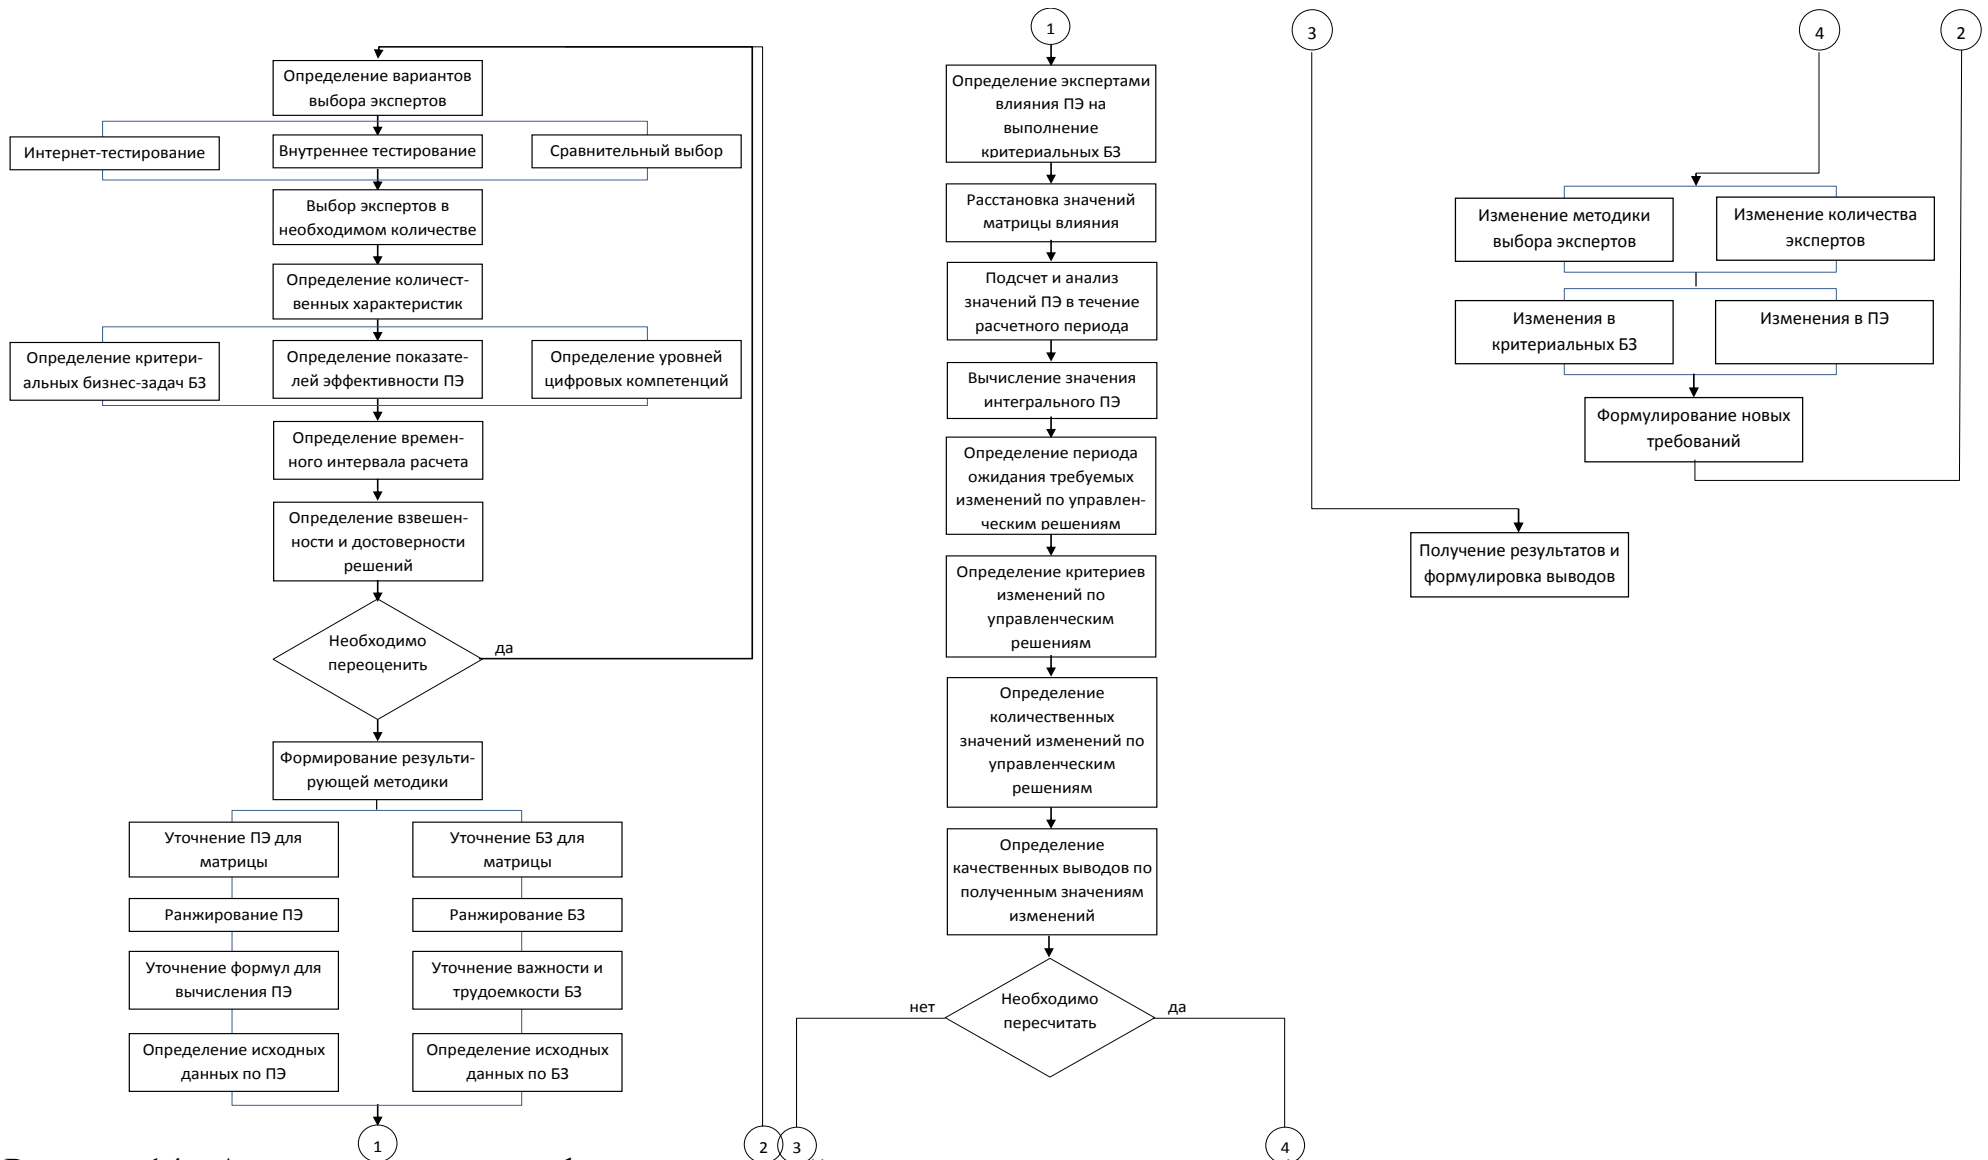 Определение вариантов
выбора экспертов
Интернет-тестирование
Внутреннее тестирование
Сравнительный выбор
Выбор экспертов в
необходимом количестве
Определение количест-
венных характеристик
Определение критери-
альных бизнес-задач БЗ
Определение показате-
лей эффективности ПЭ
Определение уровней
цифровых компетенций
Определение времен-
ного интервала расчета
Определение взвешен-
ности и достоверности
решений
Необходимо
переоценить
да
Формирование результи-
рующей методики
Уточнение ПЭ для
матрицы
Ранжирование ПЭ
Уточнение формул для
вычисления ПЭ
Определение исходных
данных по ПЭ
Уточнение БЗ для
матрицы
Ранжирование БЗ
Уточнение важности и
трудоемкости БЗ
Определение исходных
данных по БЗ
1
2
3
4
1
Определение экспертами
влияния ПЭ на
выполнение
критериальных БЗ
Расстановка значений
матрицы влияния
Подсчет и анализ
значений ПЭ в течение
расчетного периода
Вычисление значения
интегрального ПЭ
Определение периода
ожидания требуемых
изменений по управлен-
ческим решениям
Определение критериев
изменений по
управленческим
решениям
Определение
количественных
значений изменений по
управленческим
решениям
Определение
качественных выводов по
полученным значениям
изменений
Необходимо
пересчитать
нет
да
3
4
2
Изменение методики
выбора экспертов
Изменение количества
экспертов
Изменения в
критериальных БЗ
Изменения в ПЭ
Формулирование новых
требований
Получение результатов и
формулировка выводов